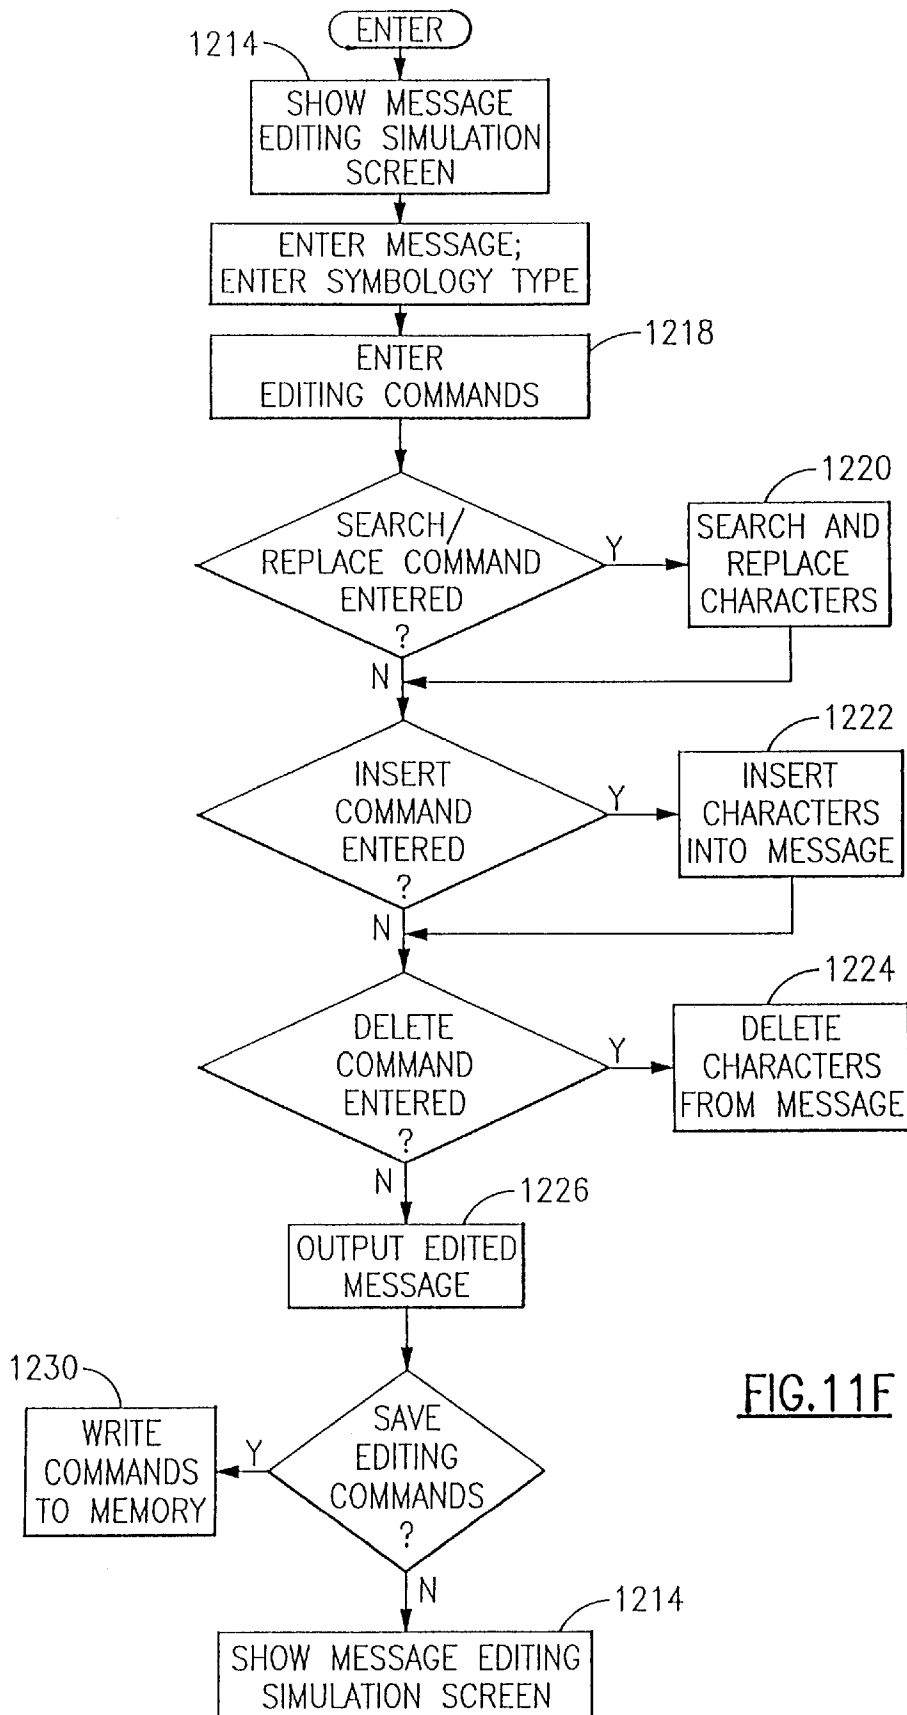 ENTER
1214
SHOW MESSAGE
EDITING SIMULATION
SCREEN
ENTER MESSAGE;
ENTER SYMBOLOGY TYPE
1218
ENTER
EDITING COMMANDS
1220
SEARCH/
REPLACE COMMAND
ENTERED
?
Y
SEARCH AND
REPLACE
CHARACTERS
N
1222
INSERT
COMMAND
ENTERED
?
Y
INSERT
CHARACTERS
INTO MESSAGE
N
1224
DELETE
COMMAND
ENTERED
?
Y
DELETE
CHARACTERS
FROM MESSAGE
N
1226
OUTPUT EDITED
MESSAGE
1230
WRITE
COMMANDS
TO MEMORY
Y
SAVE
EDITING
COMMANDS
?
FIG.11F
N
1214
SHOW MESSAGE EDITING
SIMULATION SCREEN